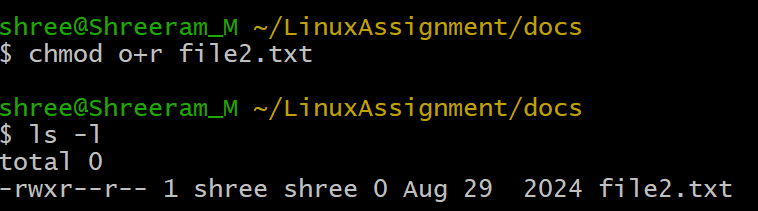 shree@Shreeram_M ~/LinuxAssignment/docs
$ chmod o+r file2.txt
shree@Shreeram_M ~/LinuxAssignment/docs
$ ls -l
total 0
-rwxr--r-- 1 shree shree 0 Aug 29  2024 file2.txt